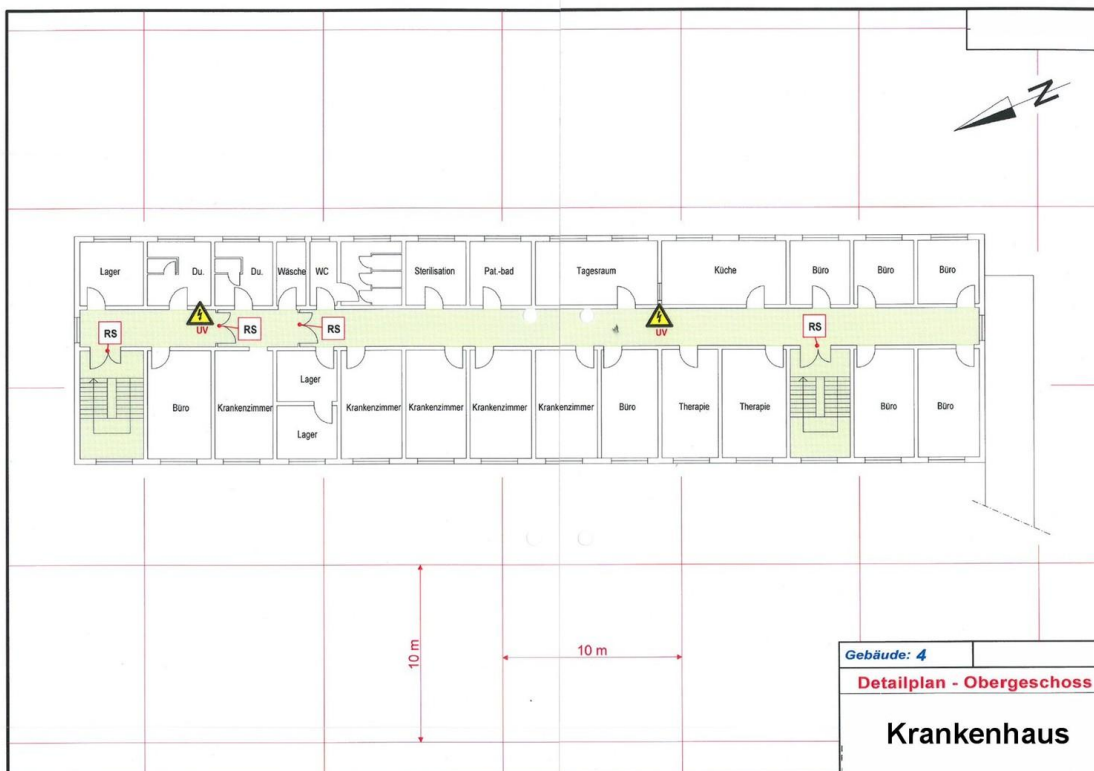 N
Lager
Du.
Du.
Wäsche
WC
Sterilisation
Pat.-bad
Tagesraum
Küche
Büro
Büro
Büro
RS
UV
RS
RS
UV
RS
Büro
Krankenzimmer
Lager
Lager
Krankenzimmer
Krankenzimmer
Krankenzimmer
Krankenzimmer
Büro
Therapie
Therapie
Büro
Büro
10 m
10 m
Gebäude: 4
Detailplan - Obergeschoss
Krankenhaus